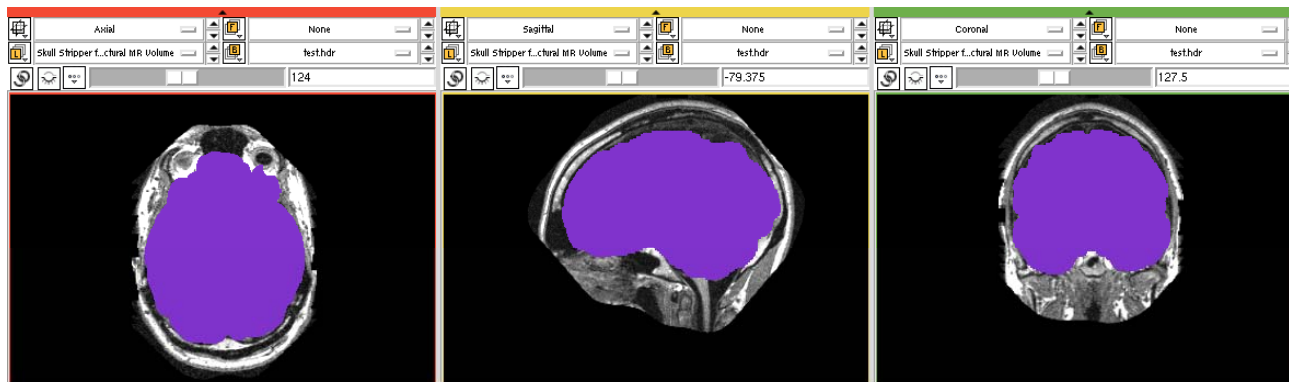 Axial
None
Skull Stripper f...ctural MR Volume
test.hdr
124
Sagittal
None
Skull Stripper f...ctural MR Volume
test.hdr
-79.375
Coronal
None
Skull Stripper f...ctural MR Volume
test.hdr
127.5
F
L
B
F
L
B
F
L
B